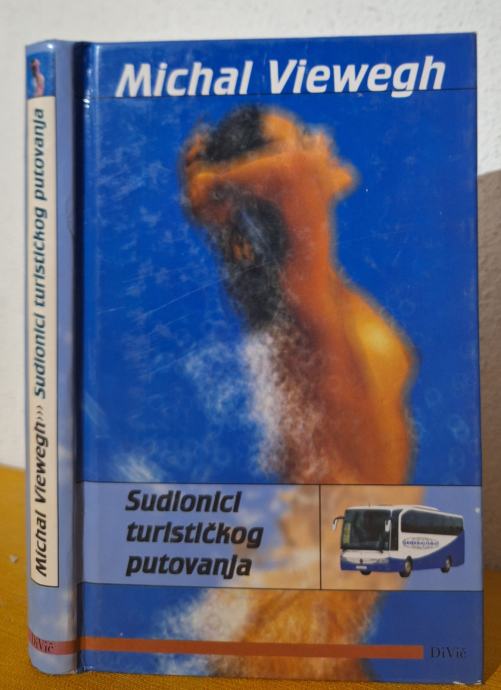 Michal Viewegh
Sudionici
turističkog
putovanja
DiVič
Michal Viewegh››› Sudionici turističkog putovanja
DiVič